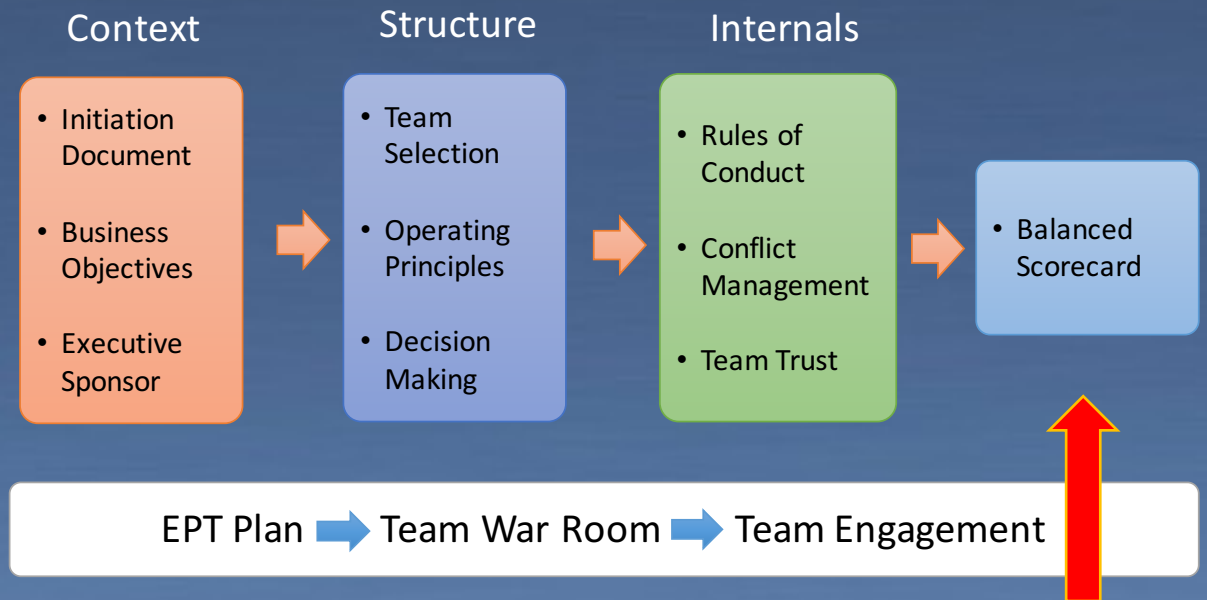 Context
Structure
Internals
• Initiation
Document
• Business
Objectives
• Executive
Sponsor
• Team
Selection
• Operating
Principles
• Decision
Making
• Rules of
Conduct
• Conflict
Management
• Team Trust
• Balanced
Scorecard
EPT Plan Team War Room Team Engagement